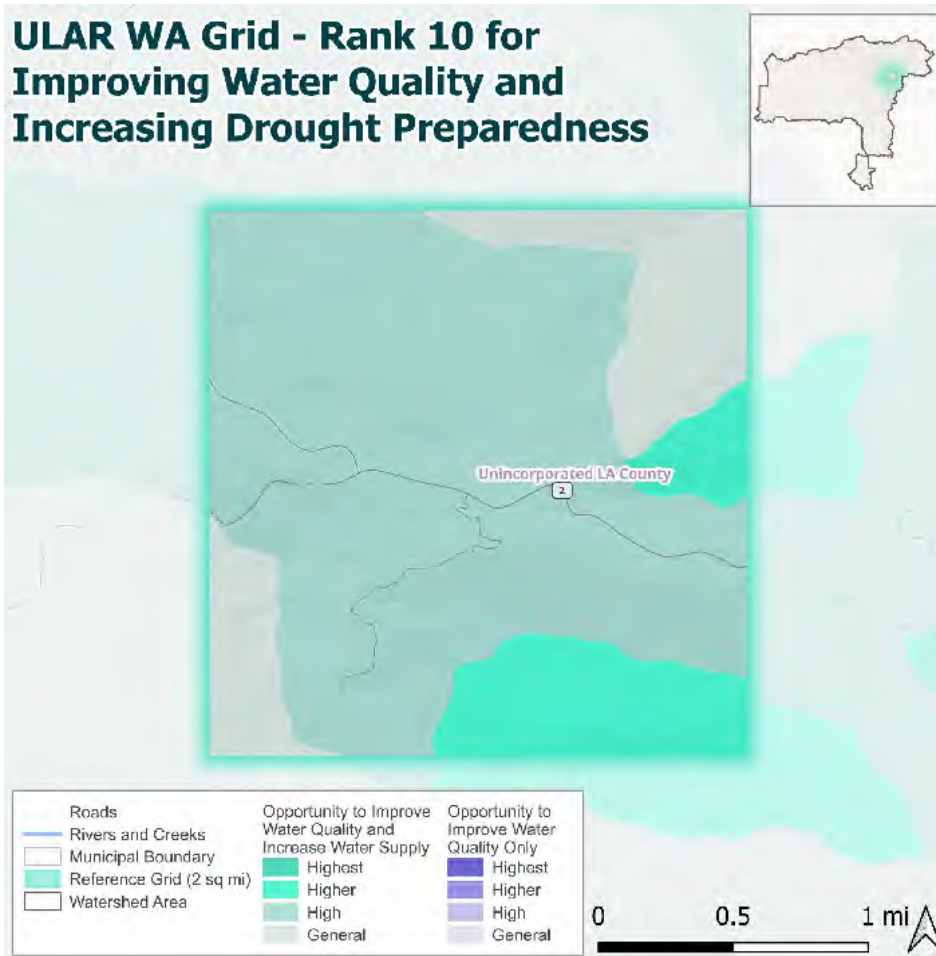 ULAR WA Grid - Rank 10 for
Improving Water Quality and
Increasing Drought Preparedness
Unincorporated LA County
2
Roads
Rivers and Creeks
Municipal Boundary
Reference Grid (2 sq mi)
Watershed Area
Opportunity to Improve
Water Quality and
Increase Water Supply
Highest
Higher
High
General
Opportunity to
Improve Water
Quality Only
Highest
Higher
High
General
0 0.5 1 mi